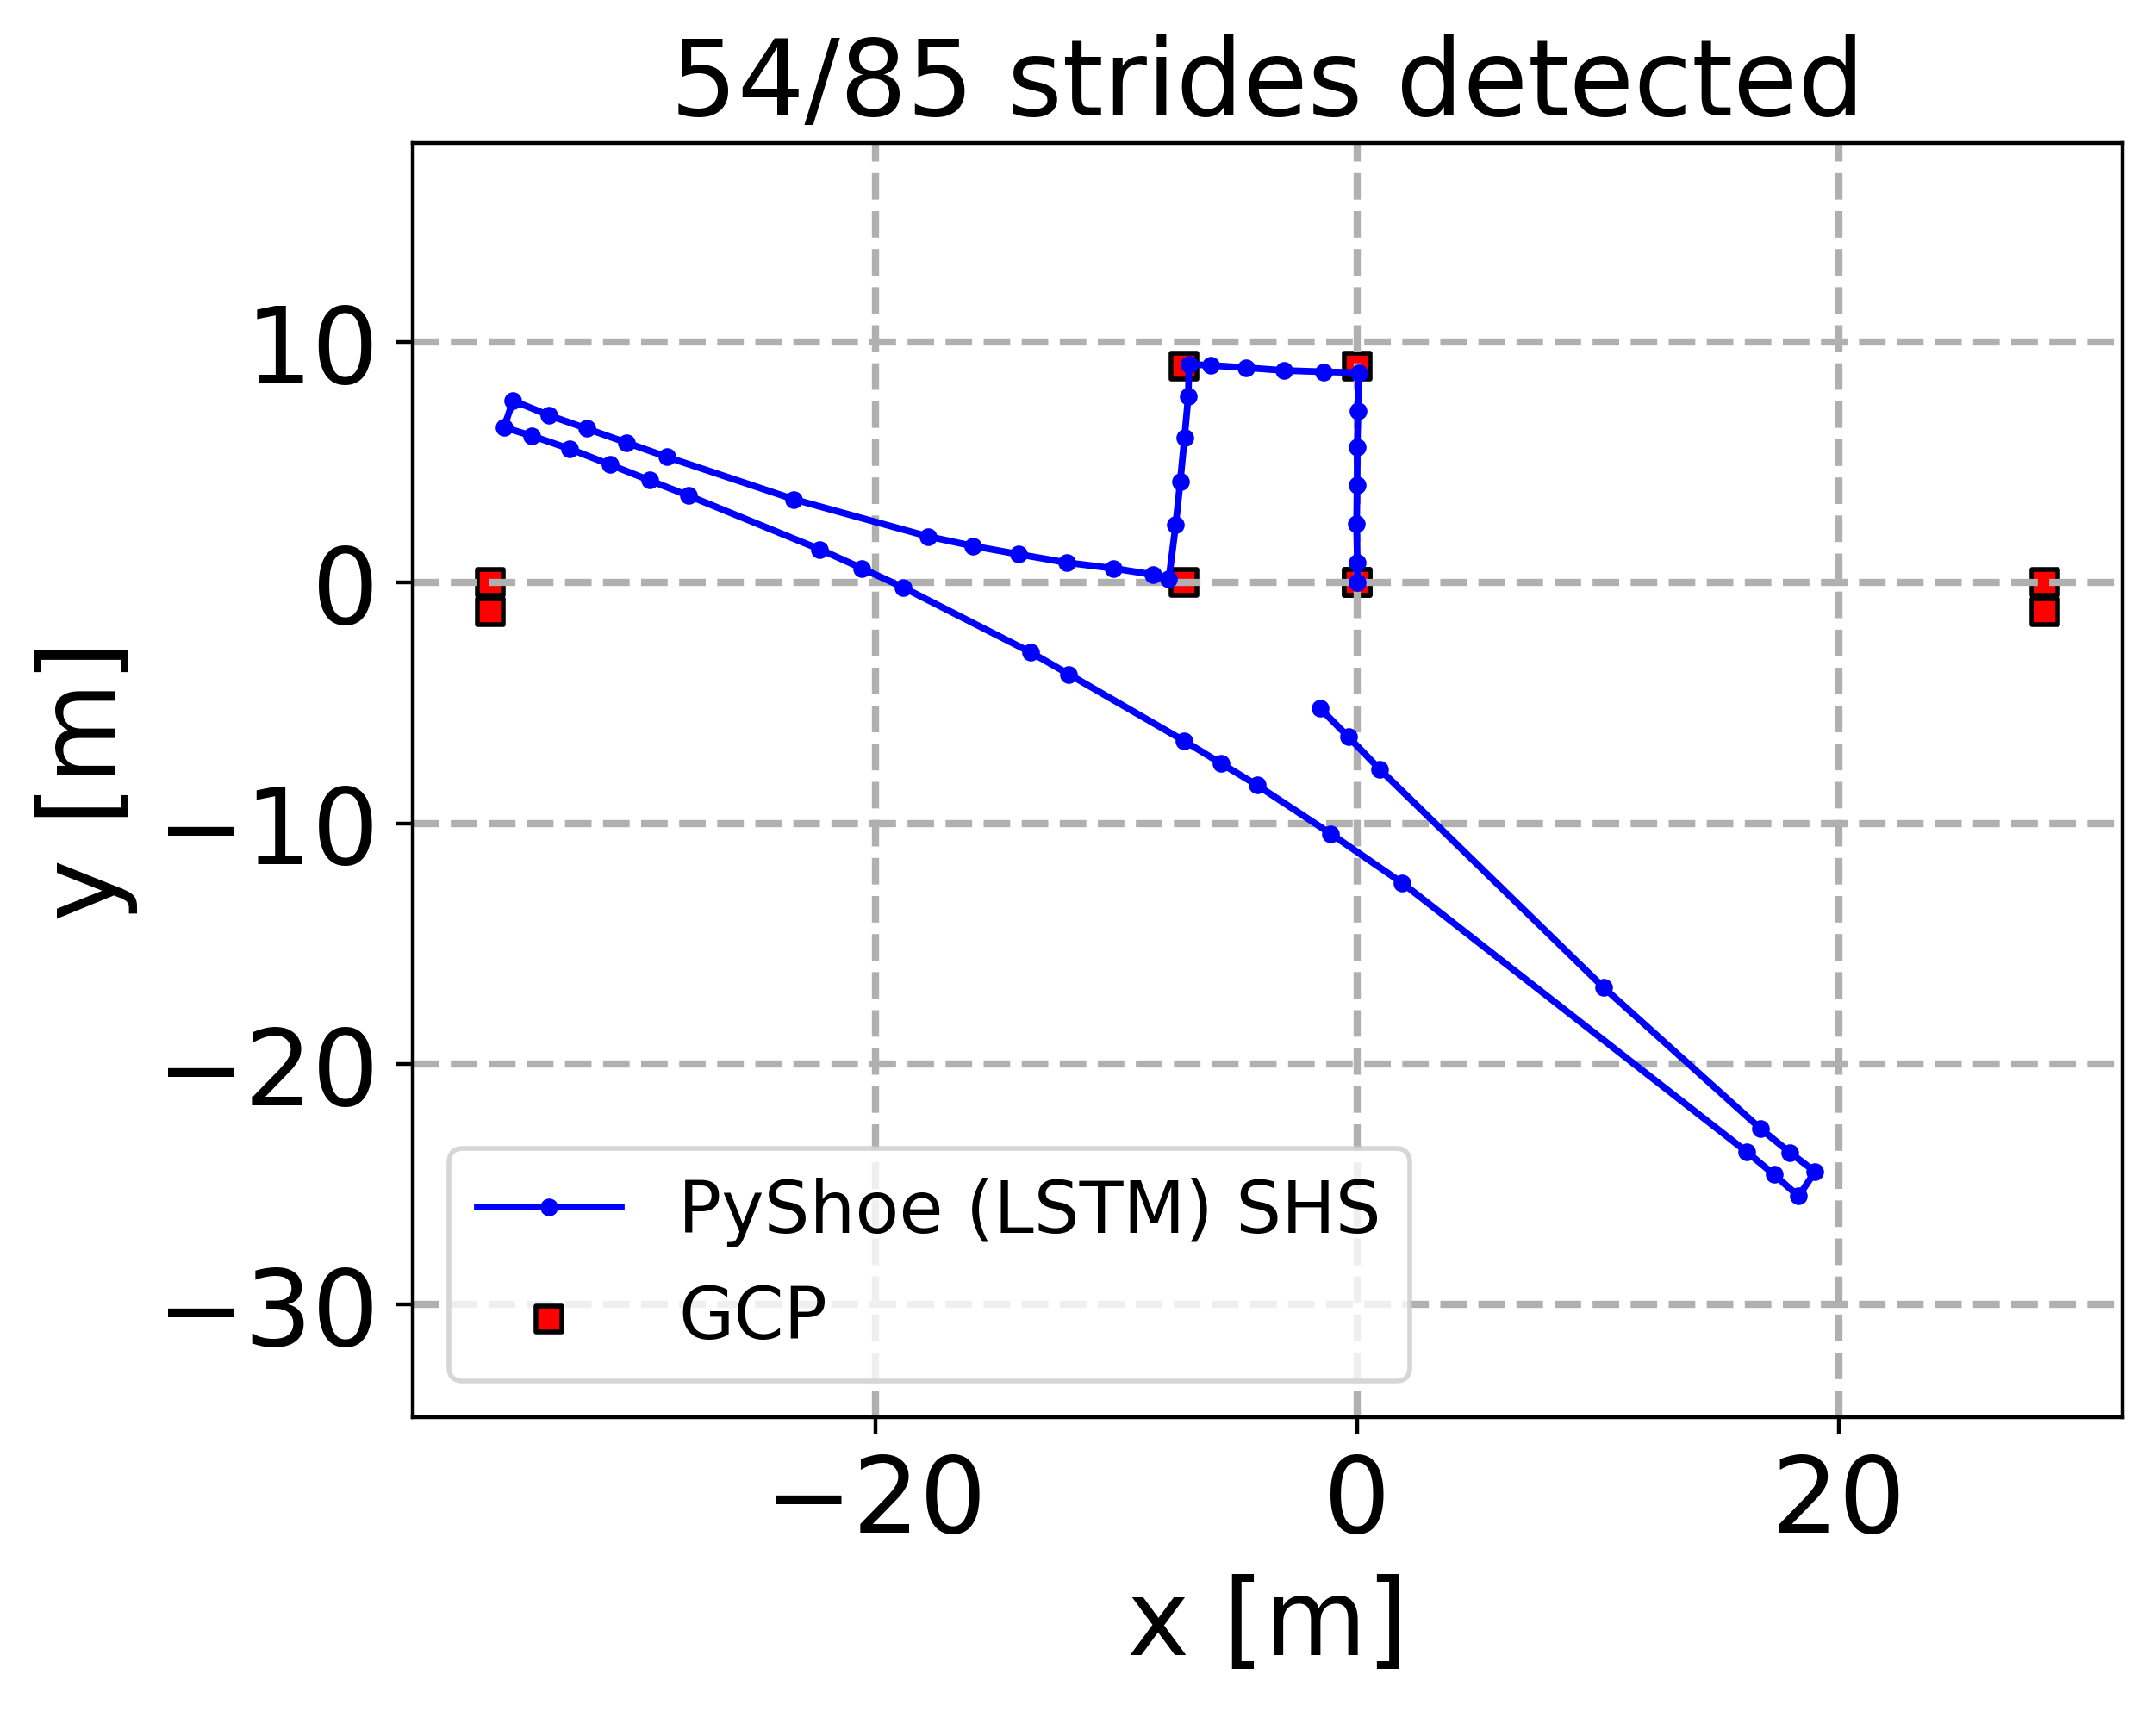 54/85 strides detected
10
0
−10
−20
−30
y [m]
PyShoe (LSTM) SHS
GCP
−20 0 20
x [m]